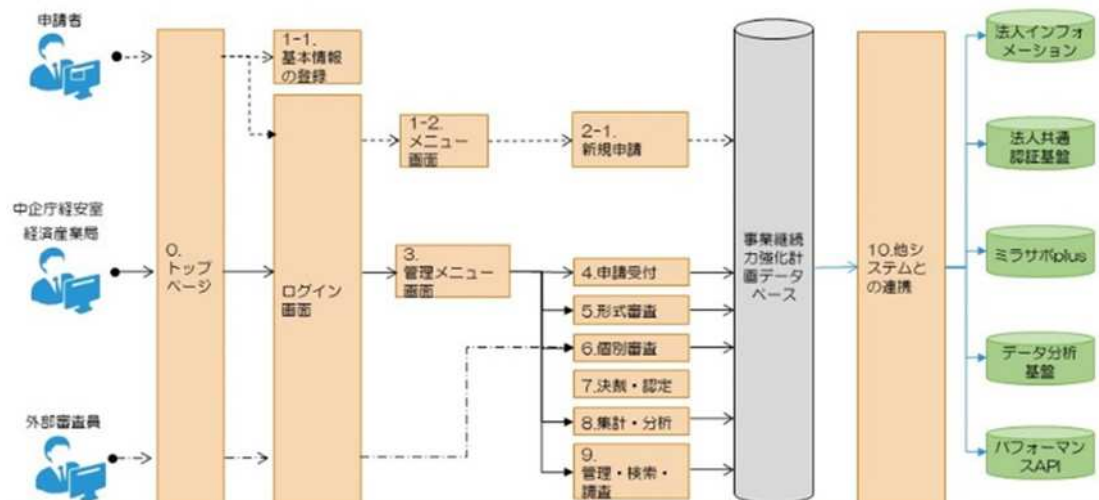 申請者
中企庁経安室
経済産業局
外部審査員
0.
トップ
ページ
1-1.
基本情報
の登録
ログイン
画面
1-2.
メニュー
画面
2-1.
新規申請
3.
管理メニュー
画面
4.申請受付
5.形式審査
6.個別審査
7.決裁・認定
8.集計・分析
9.
管理・検索・
調査
事業継続
力強化計
画データ
ベース
10.他シ
ステムと
の連携
法人インフォ
メーション
法人共通
認証基盤
ミラサポplus
データ分析
基盤
パフォーマン
スAPI